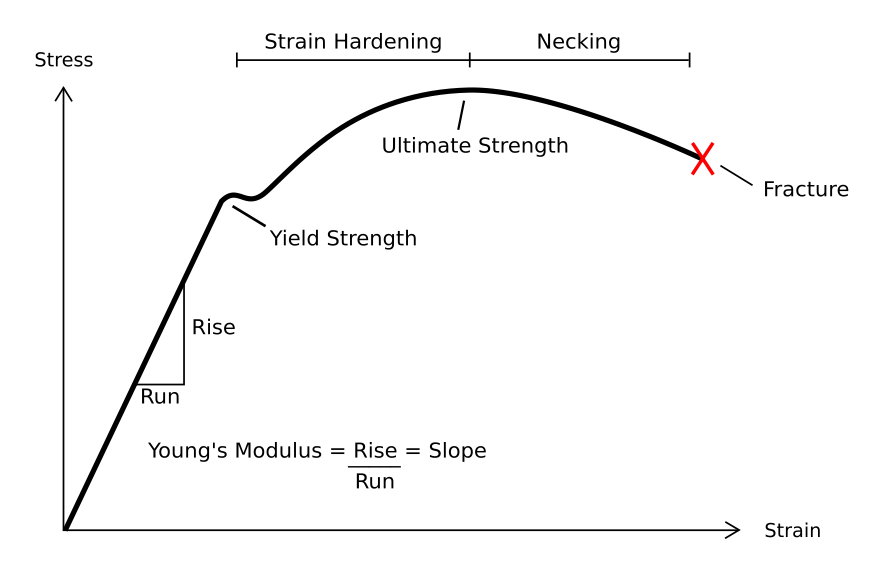 Strain Hardening
Necking
Stress
Ultimate Strength
Fracture
Yield Strength
Rise
Run
Young's Modulus = Rise = Slope
Run
Strain